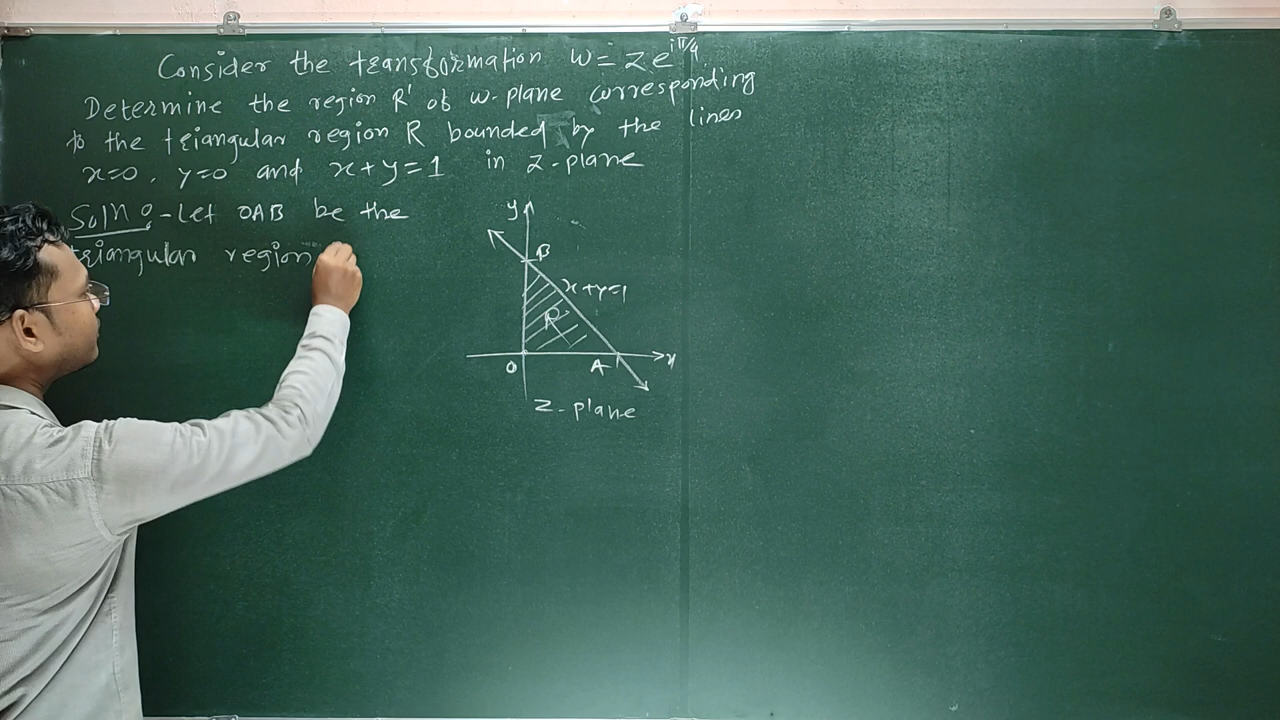 Consider the transformation w = z e^{iπ/4}.
Determine the region R' of w-plane corresponding
to the triangular region R bounded by the lines
x=0, y=0 and x+y=1 in z-plane
Soln:- Let OAB be the
triangular region
y
B
x+y=1
R
O
A
x
z-plane